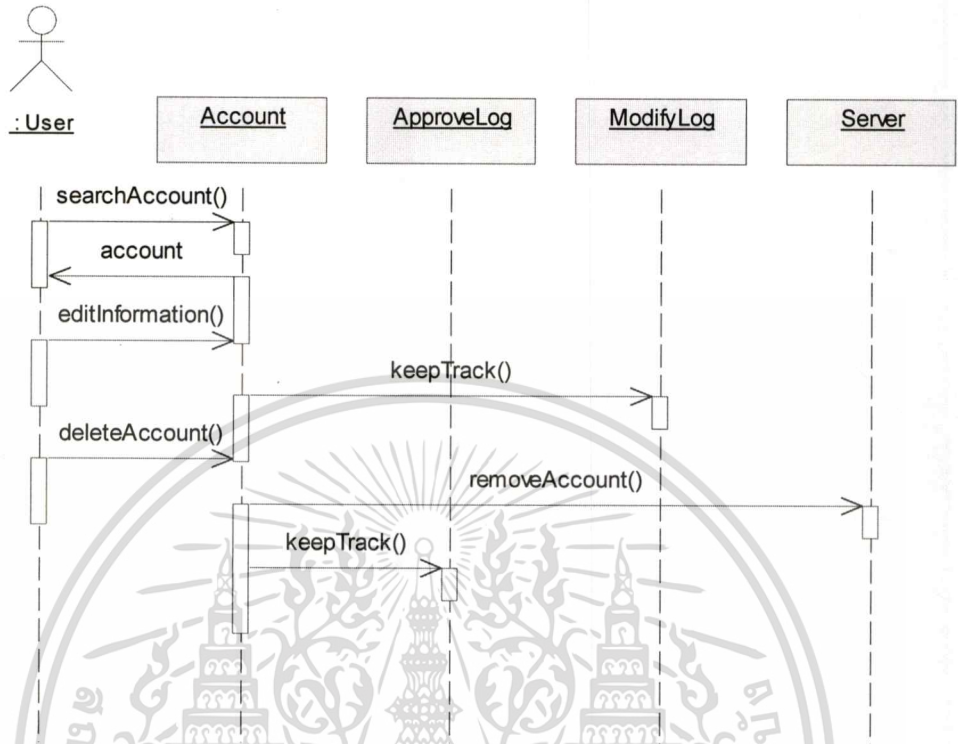 : User
Account
ApproveLog
ModifyLog
Server
searchAccount()
account
editInformation()
keepTrack()
deleteAccount()
removeAccount()
keepTrack()